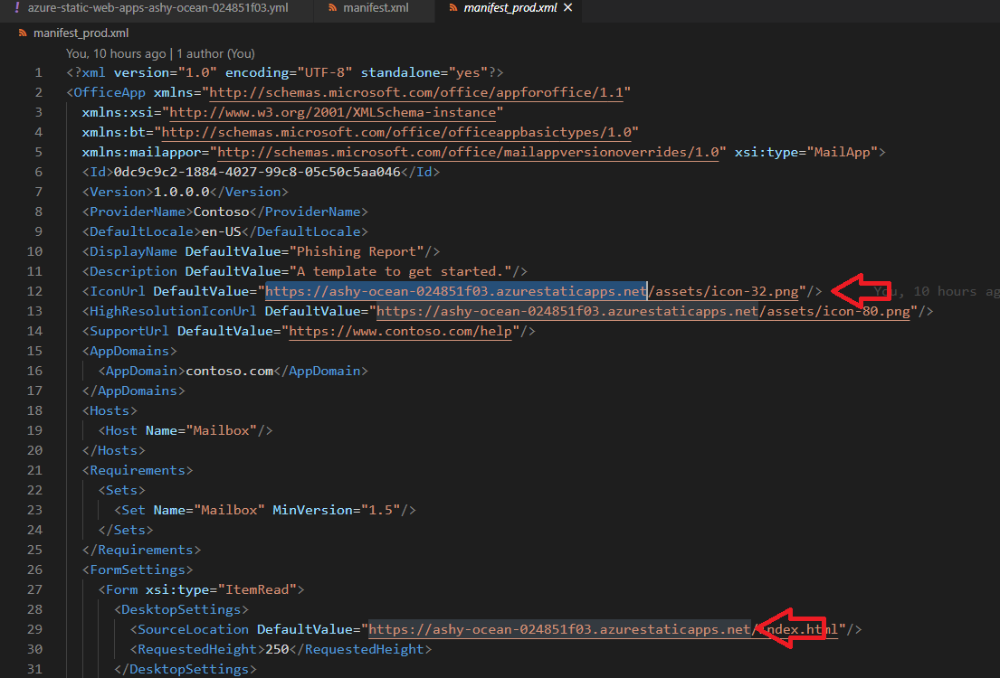 ! azure-static-web-apps-ashy-ocean-024851f03.yml manifest.xml manifest_prod.xml ×
manifest_prod.xml
You, 10 hours ago | 1 author (You)
1 <?xml version="1.0" encoding="UTF-8" standalone="yes"?>
2 <OfficeApp xmlns="http://schemas.microsoft.com/office/appforoffice/1.1"
3 xmlns:xsi="http://www.w3.org/2001/XMLSchema-instance"
4 xmlns:bt="http://schemas.microsoft.com/office/officeappbasictypes/1.0"
5 xmlns:mailappor="http://schemas.microsoft.com/office/mailappversionoverrides/1.0" xsi:type="MailApp">
6 <Id>0dc9c9c2-1884-4027-99c8-05c50c5aa046</Id>
7 <Version>1.0.0.0</Version>
8 <ProviderName>Contoso</ProviderName>
9 <DefaultLocale>en-US</DefaultLocale>
10 <DisplayName DefaultValue="Phishing Report"/>
11 <Description DefaultValue="A template to get started."/>
12 <IconUrl DefaultValue="https://ashy-ocean-024851f03.azurestaticapps.net/assets/icon-32.png"/> You, 10 hours ag
13 <HighResolutionIconUrl DefaultValue="https://ashy-ocean-024851f03.azurestaticapps.net/assets/icon-80.png"/>
14 <SupportUrl DefaultValue="https://www.contoso.com/help"/>
15 <AppDomains>
16 <AppDomain>contoso.com</AppDomain>
17 </AppDomains>
18 <Hosts>
19 <Host Name="Mailbox"/>
20 </Hosts>
21 <Requirements>
22 <Sets>
23 <Set Name="Mailbox" MinVersion="1.5"/>
24 </Sets>
25 </Requirements>
26 <FormSettings>
27 <Form xsi:type="ItemRead">
28 <DesktopSettings>
29 <SourceLocation DefaultValue="https://ashy-ocean-024851f03.azurestaticapps.net/index.html"/>
30 <RequestedHeight>250</RequestedHeight>
31 </DesktopSettings>